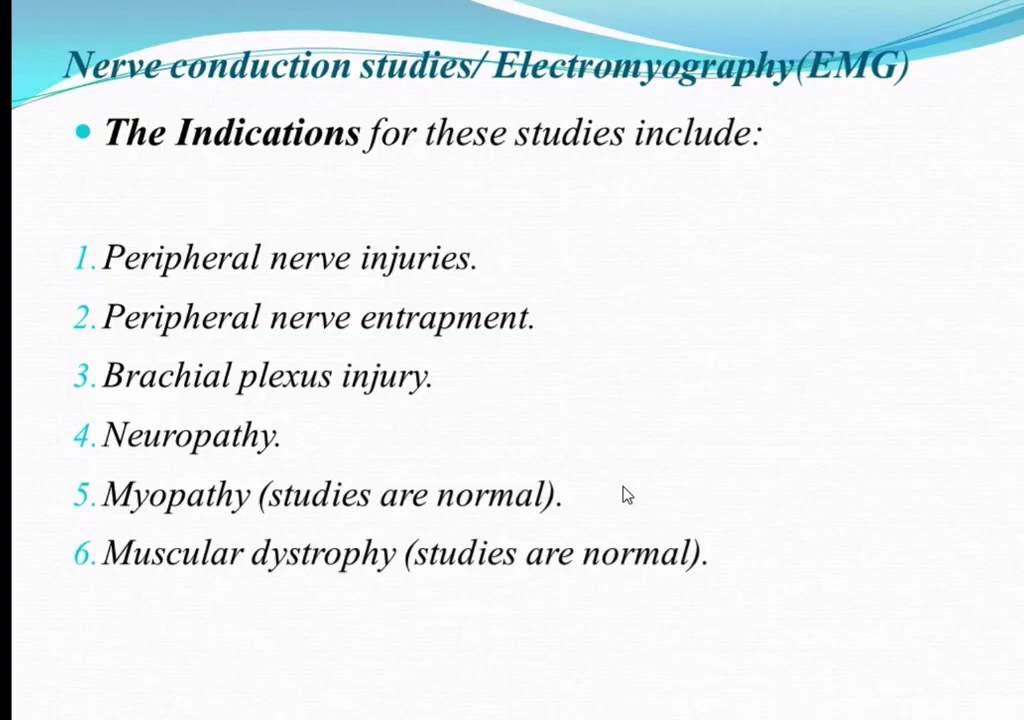 Nerve conduction studies/ Electromyography(EMG)
The Indications for these studies include:
1. Peripheral nerve injuries.
2. Peripheral nerve entrapment.
3. Brachial plexus injury.
4. Neuropathy.
5. Myopathy (studies are normal).
6. Muscular dystrophy (studies are normal).